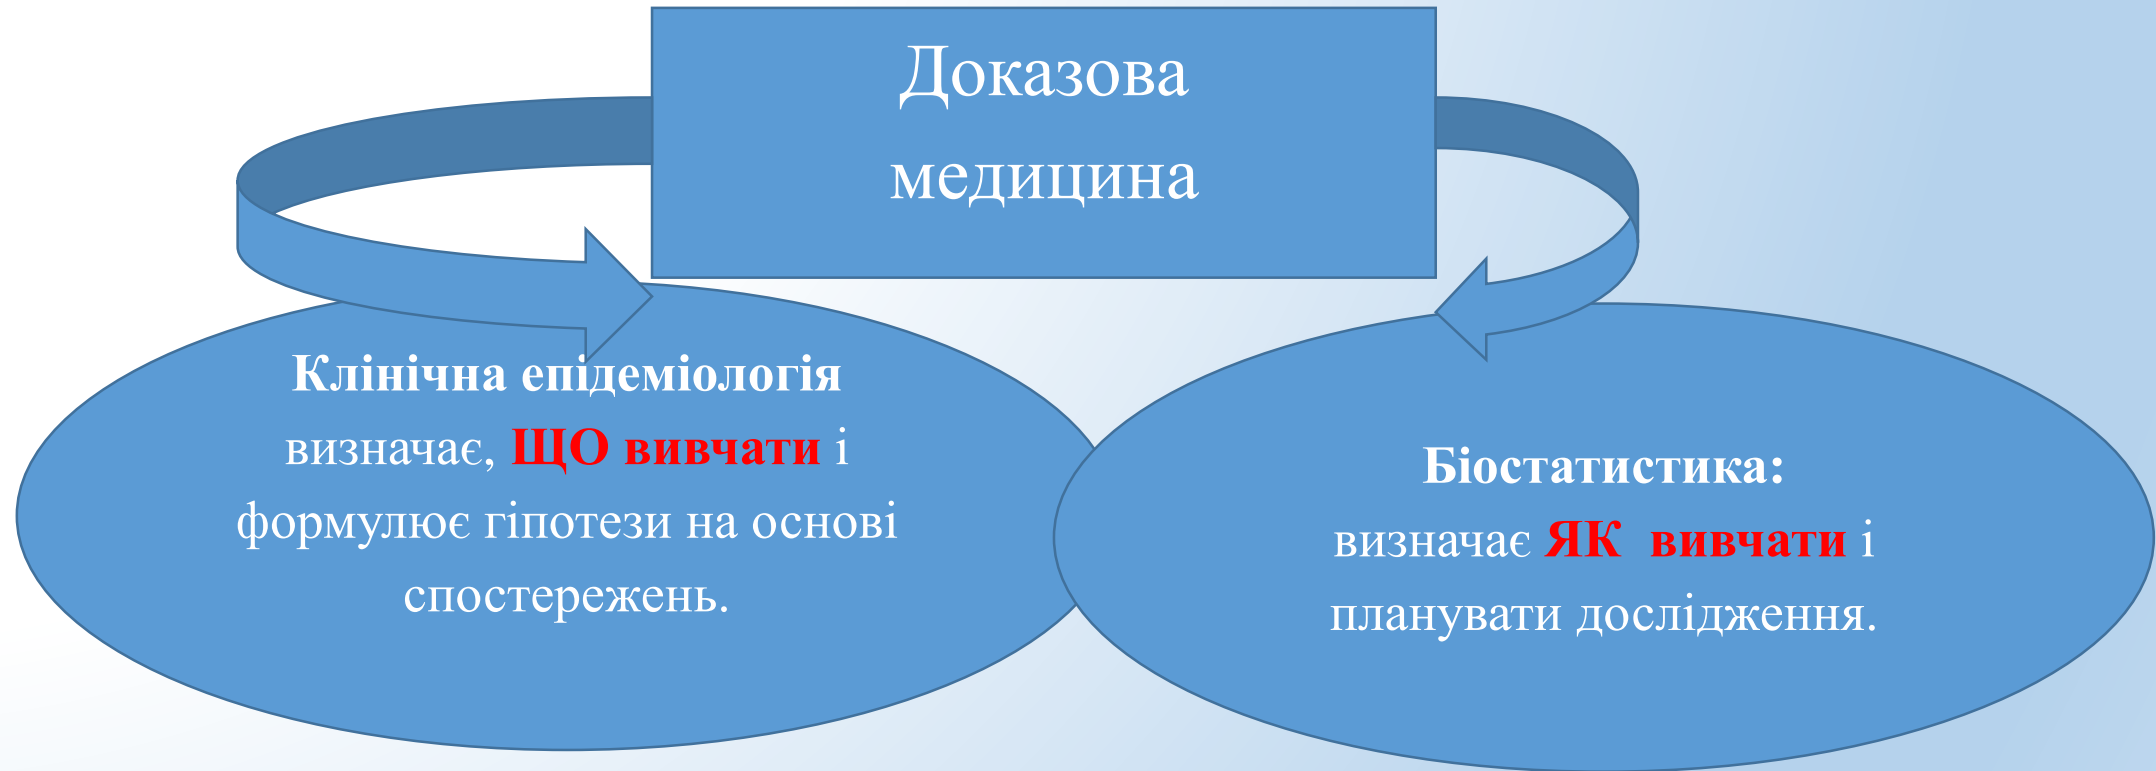 Доказова
медицина
Клінічна епідеміологія
визначає, ЩО вивчати і
формулює гіпотези на основі
спостережень.
Біостатистика:
визначає ЯК  вивчати і
планувати дослідження.